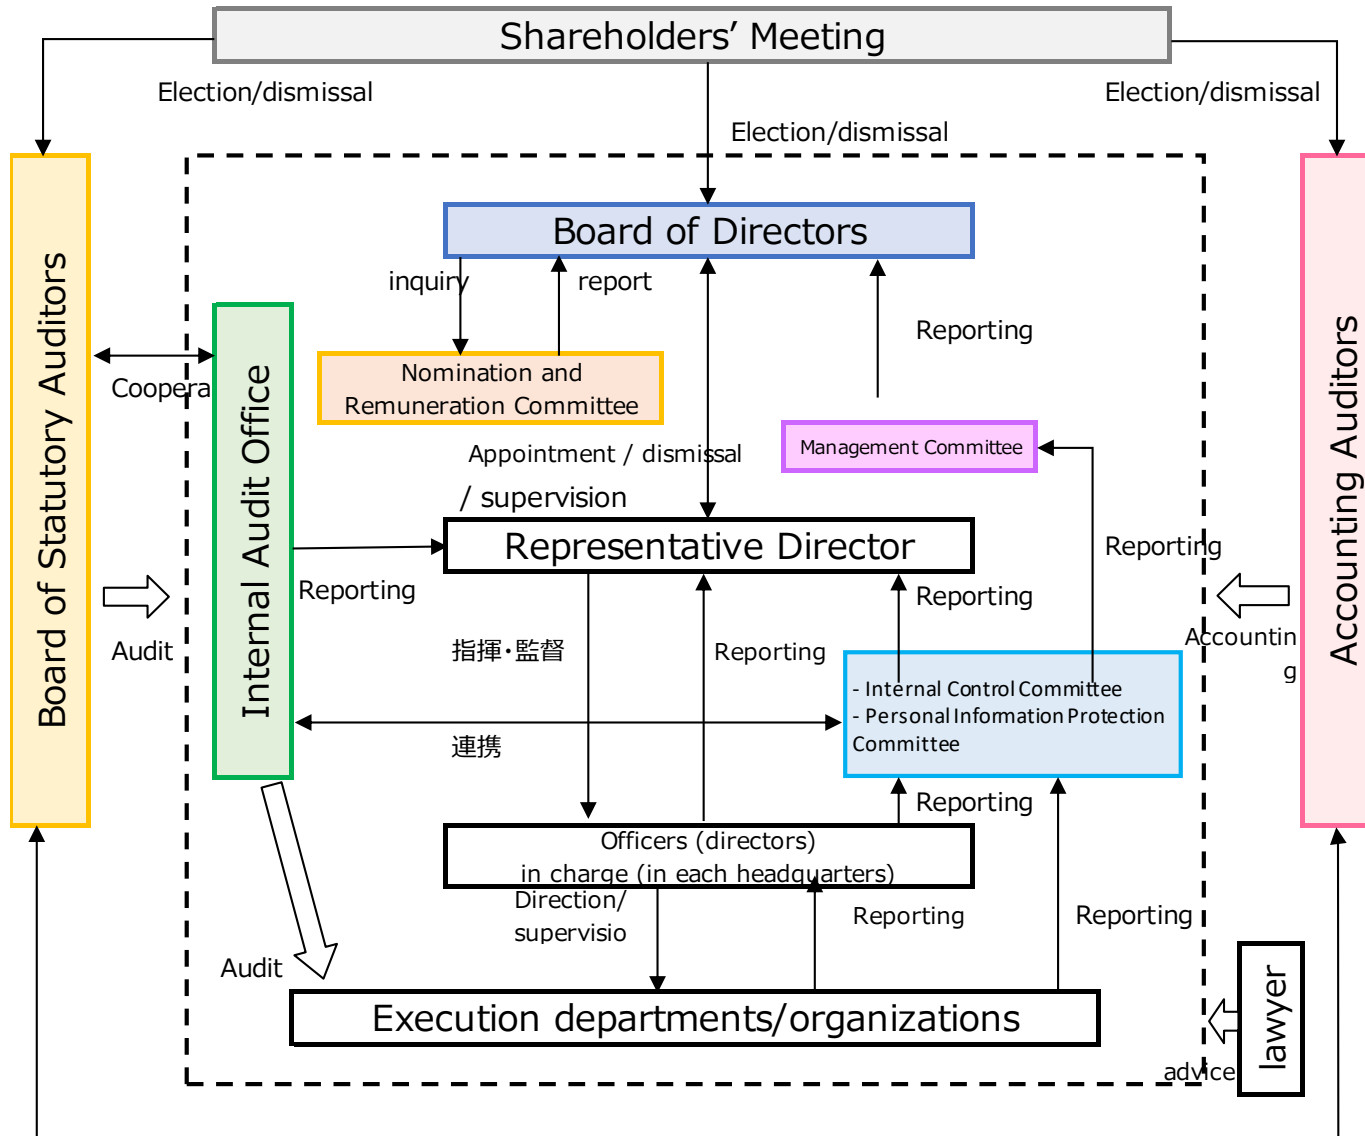 Shareholders’ Meeting
Election/dismissal
Election/dismissal
Election/dismissal
Board of Statutory Auditors
Accounting Auditors
Board of Directors
inquiry
report
Reporting
Internal Audit Office
Coopera
Nomination and
Remuneration Committee
Management Committee
Appointment / dismissal
/ supervision
Representative Director
Reporting
Reporting
Reporting
Audit
指揮・監督
Reporting
Accountin
g
- Internal Control Committee
- Personal Information Protection
Committee
連携
Reporting
Officers (directors)
in charge (in each headquarters)
Direction/
supervisio
Reporting
Reporting
Audit
Execution departments/organizations
lawyer
advice